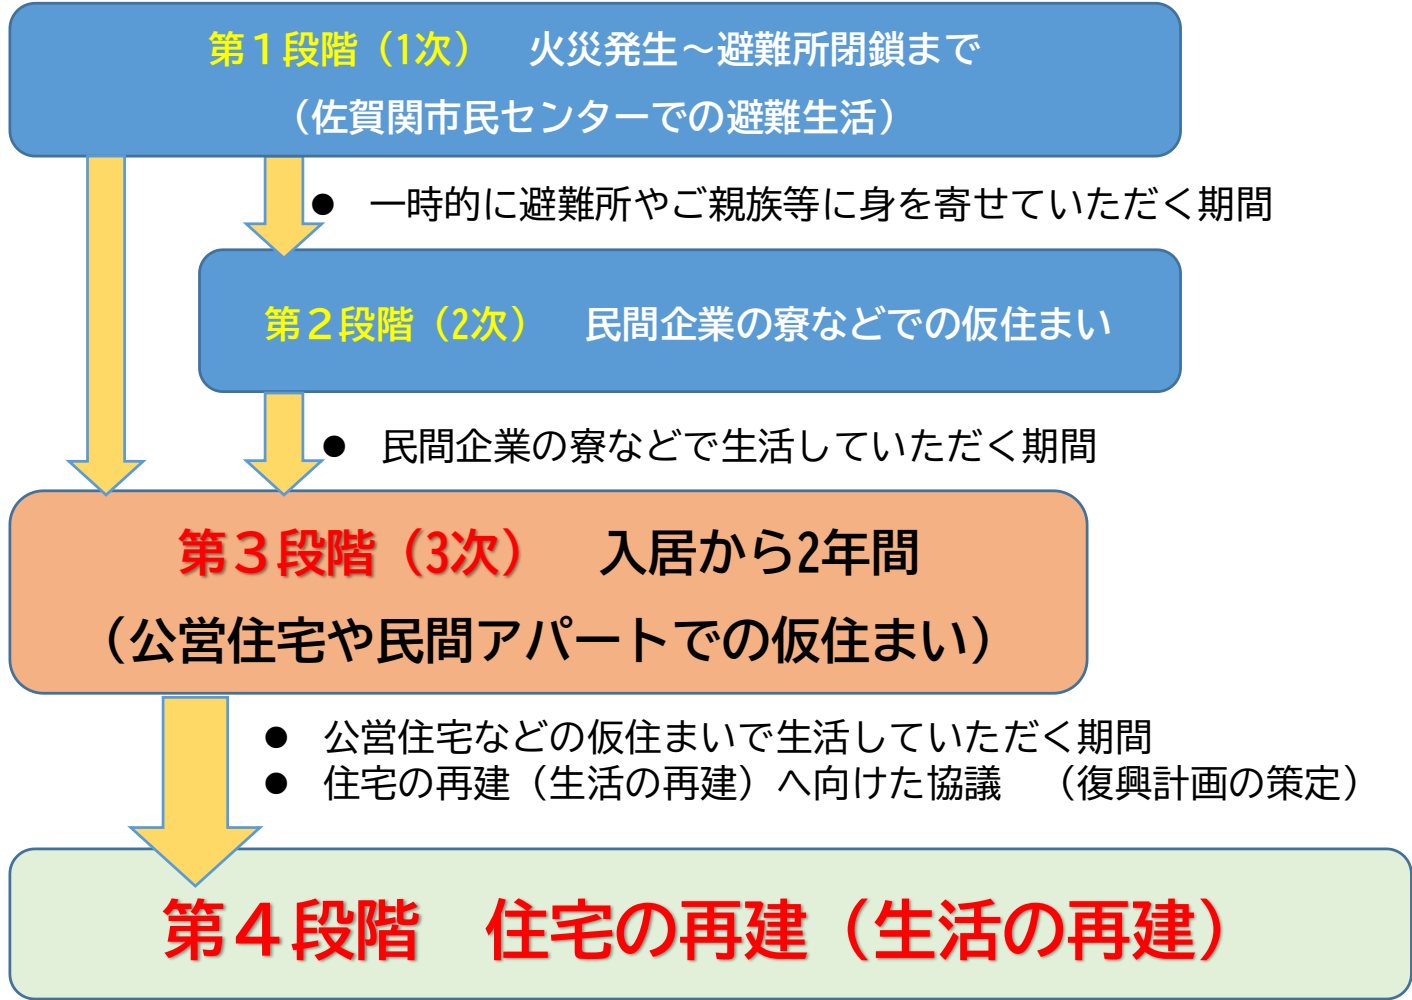 第１段階（1次）　火災発生～避難所閉鎖まで
（佐賀関市民センターでの避難生活）
● 一時的に避難所やご親族等に身を寄せていただく期間
第２段階（2次）　民間企業の寮などでの仮住まい
● 民間企業の寮などで生活していただく期間
第３段階（3次）　入居から2年間
（公営住宅や民間アパートでの仮住まい）
● 公営住宅などの仮住まいで生活していただく期間
● 住宅の再建（生活の再建）へ向けた協議　（復興計画の策定）
第４段階　住宅の再建（生活の再建）